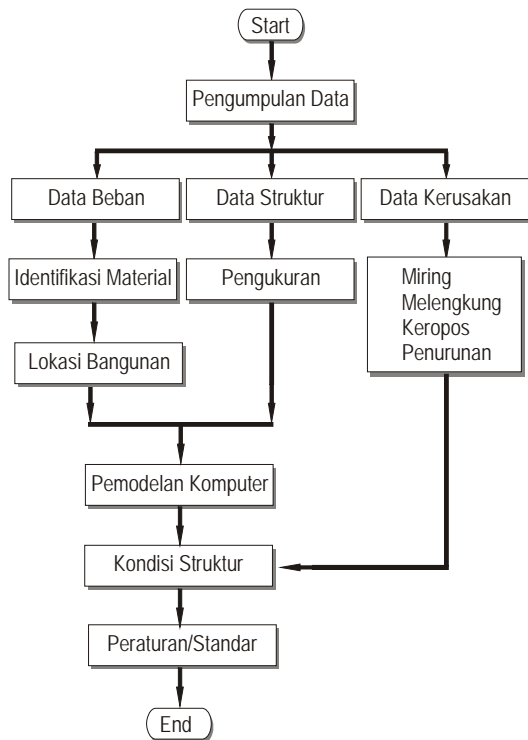 Start
Pengumpulan Data
Data Beban
Data Struktur
Data Kerusakan
Identifikasi Material
Pengukuran
Miring
Melengkung
Keropos
Penurunan
Lokasi Bangunan
Pemodelan Komputer
Kondisi Struktur
Peraturan/Standar
End